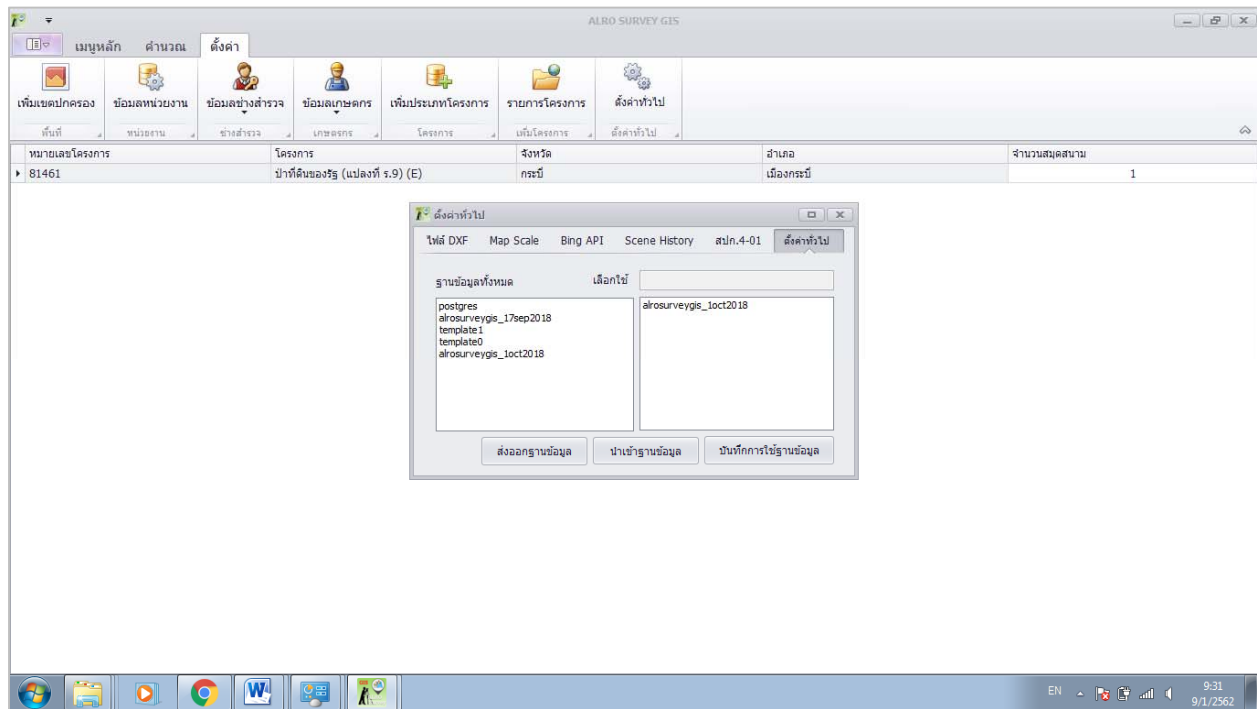 ALRO SURVEY GIS
เมนูหลัก คำนวณ ตั้งค่า
เพิ่มเขตปกครอง ข้อมูลหน่วยงาน ข้อมูลช่างสำรวจ ข้อมูลเกษตกร เพิ่มประเภทโครงการ รายการโครงการ ตั้งค่าทั่วไป
พื้นที่ หน่วยงาน ช่างสำรวจ เกษตรกร โครงการ เพิ่มโครงการ ตั้งค่าทั่วไป
หมายเลขโครงการ โครงการ จังหวัด อำเภอ จำนวนสมุดสนาม
81461 ป่าที่ดินของรัฐ (แปลงที่ ร.9) (E) กระบี่ เมืองกระบี่ 1
ตั้งค่าทั่วไป
ไฟล์ DXF Map Scale Bing API Scene History สปก.4-01 ตั้งค่าทั่วไป
ฐานข้อมูลทั้งหมด เลือกใช้
postgres alrosurveygis_1oct2018
alrosurveygis_17sep2018
template1
template0
alrosurveygis_1oct2018
ส่งออกฐานข้อมูล นำเข้าฐานข้อมูล บันทึกการใช้ฐานข้อมูล
EN 9:31
9/1/2562